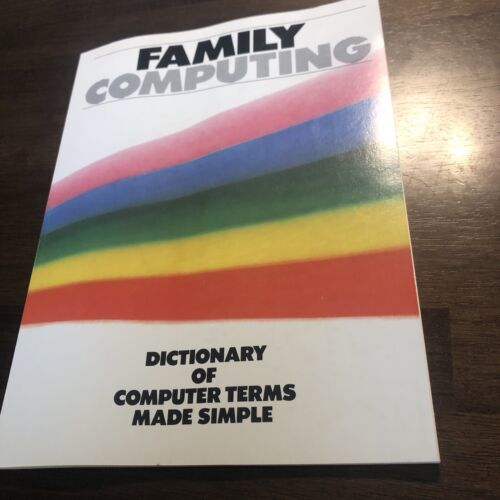 FAMILY
COMPUTING
DICTIONARY
OF
COMPUTER TERMS
MADE SIMPLE